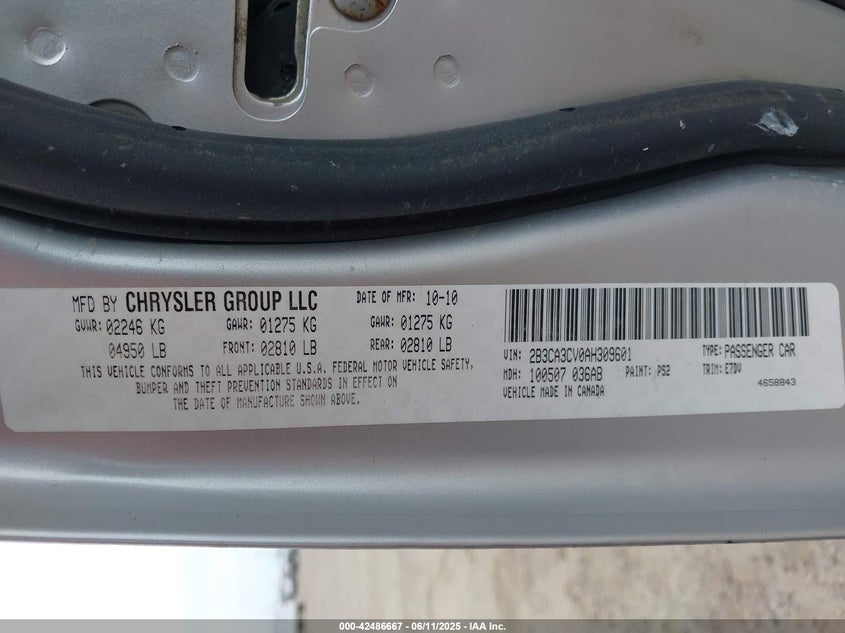 MFD BY CHRYSLER GROUP LLC DATE OF MFR: 10-10
GVWR: 02246 KG GAWR: 01275 KG GAWR: 01275 KG
04950 LB FRONT: 02810 LB REAR: 02810 LB
THIS VEHICLE CONFORMS TO ALL APPLICABLE U.S.A. FEDERAL MOTOR VEHICLE SAFETY,
BUMPER AND THEFT PREVENTION STANDARDS IN EFFECT ON
THE DATE OF MANUFACTURE SHOWN ABOVE.
VIN: 2B3CA3CV0AH309601 TYPE: PASSENGER CAR
MDH: 100507 036AB PAINT: PS2 TRIM: E7DV
VEHICLE MADE IN CANADA 4658843
000-42486667 - 06/11/2025 - IAA Inc.